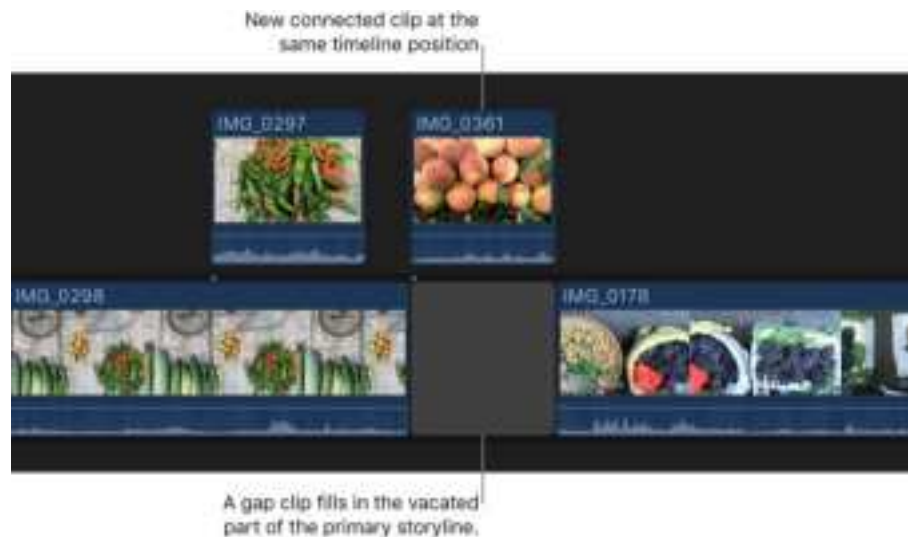 New connected clip at the
same timeline position
IMG_0297
IMG_0361
IMG_0298
IMG_0178
A gap clip fills in the vacated
part of the primary storyline.